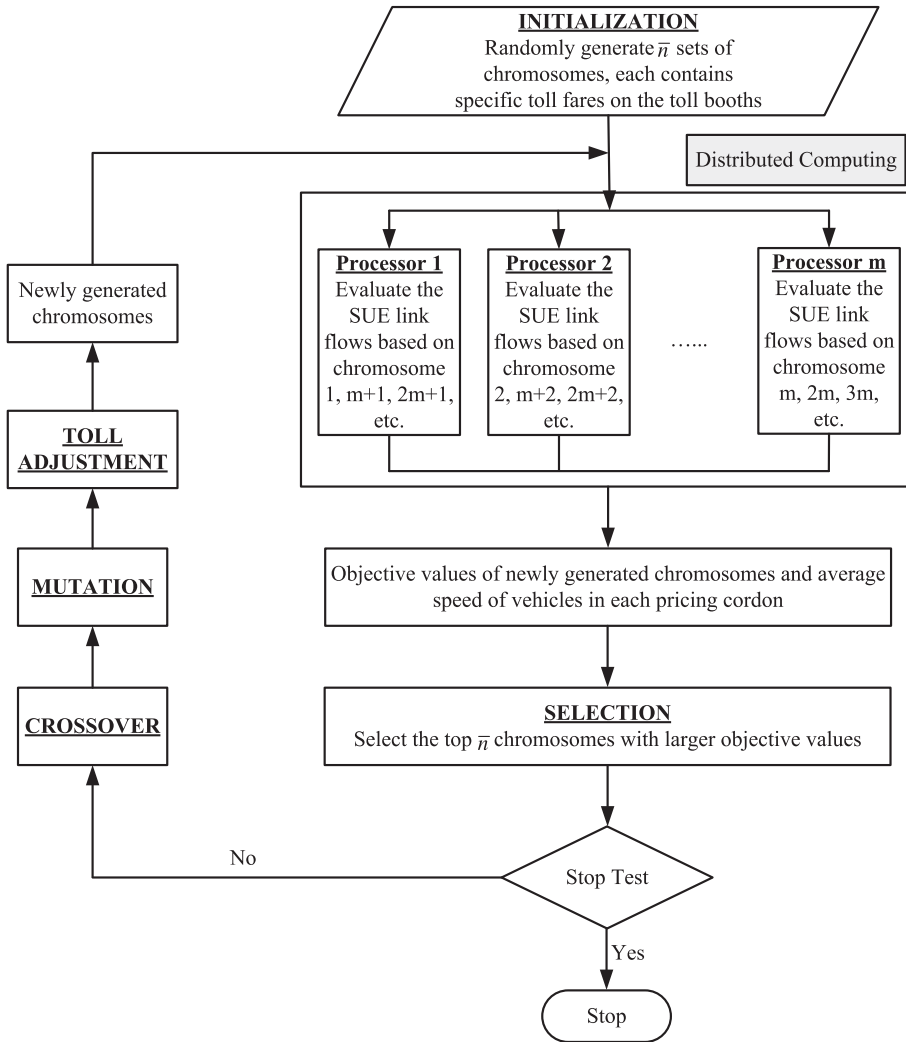 INITIALIZATION
Randomly generate n̅ sets of
chromosomes, each contains
specific toll fares on the toll booths
Distributed Computing
Processor 1
Evaluate the
SUE link
flows based on
chromosome
1, m+1, 2m+1,
etc.
Processor 2
Evaluate the
SUE link
flows based on
chromosome
2, m+2, 2m+2,
etc.
…...
Processor m
Evaluate the
SUE link
flows based on
chromosome
m, 2m, 3m,
etc.
Objective values of newly generated chromosomes and average
speed of vehicles in each pricing cordon
SELECTION
Select the top n̅ chromosomes with larger objective values
Stop Test
Yes
Stop
No
CROSSOVER
MUTATION
TOLL
ADJUSTMENT
Newly generated
chromosomes